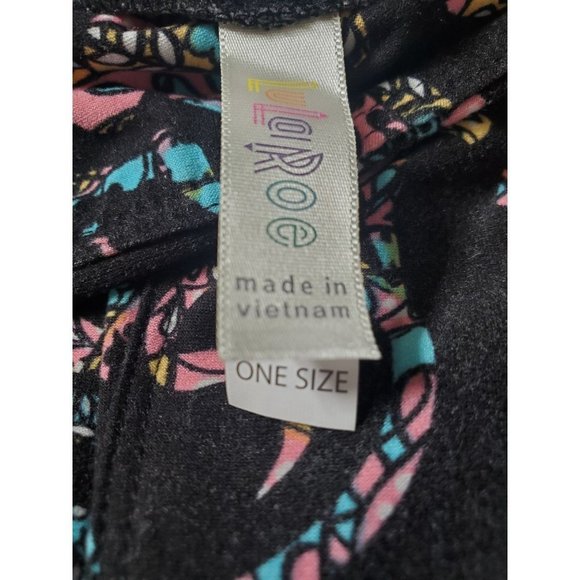 LuLaRoe
made in
vietnam
ONE SIZE